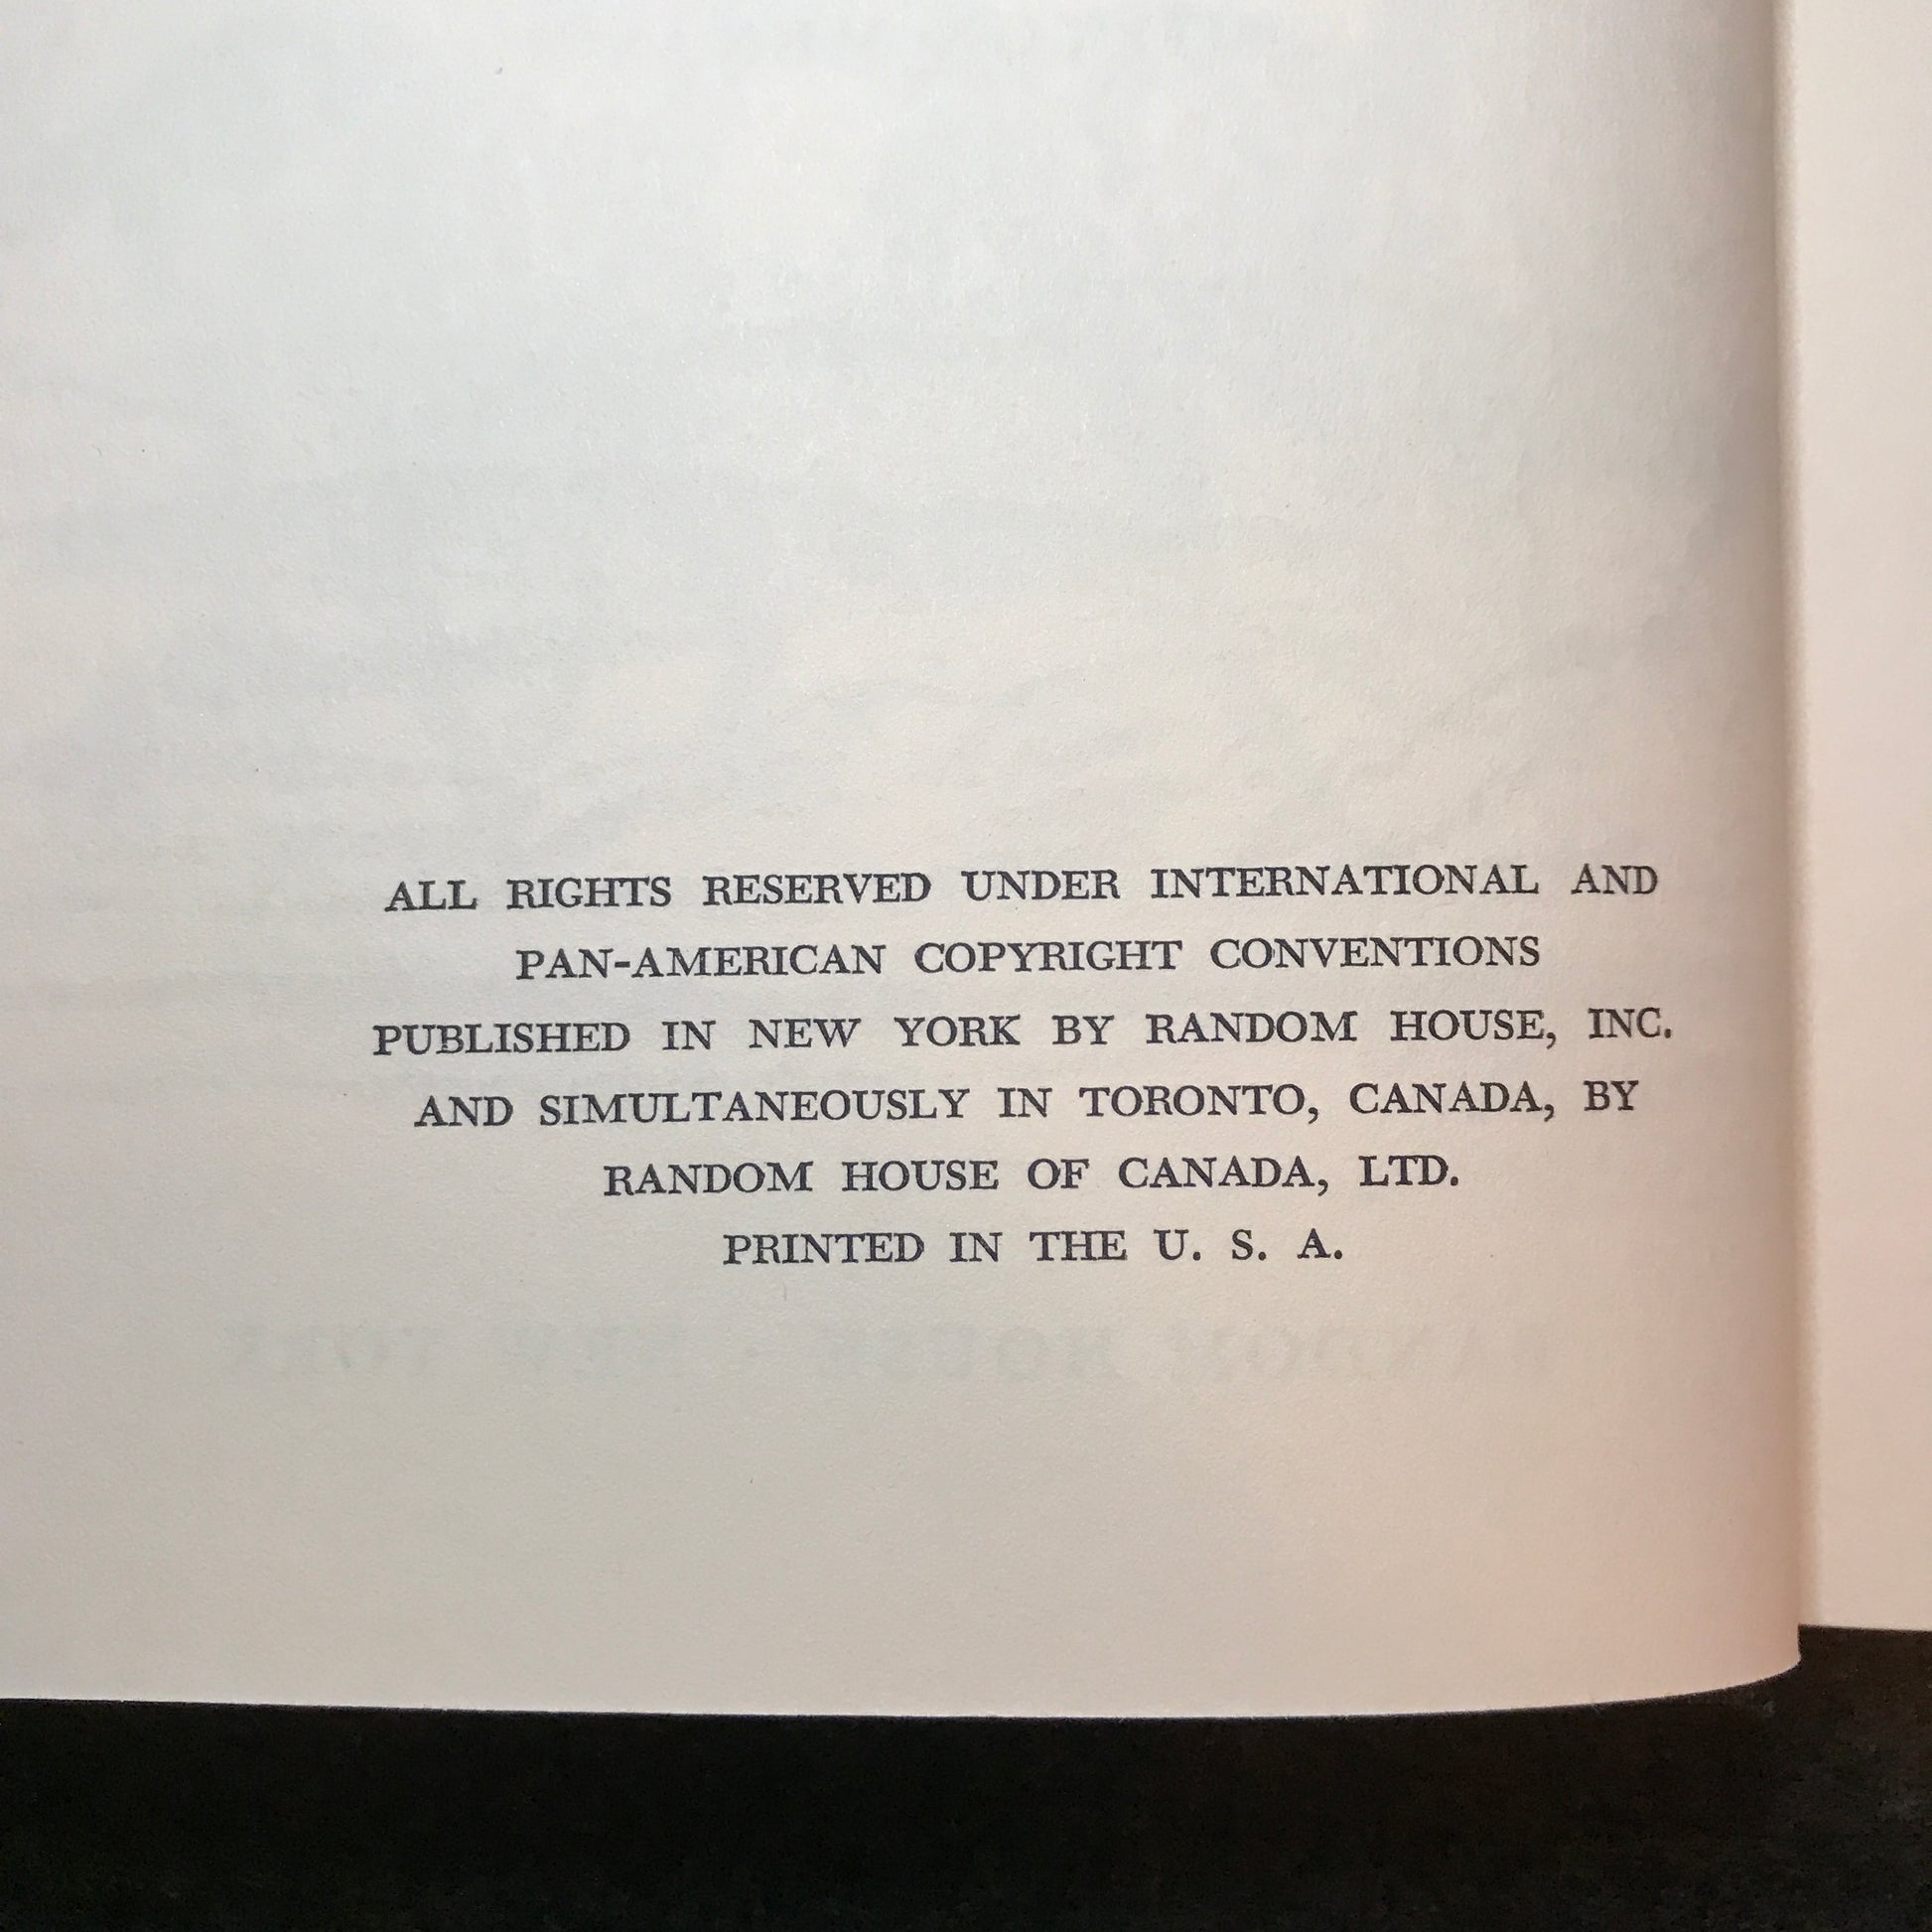 ALL RIGHTS RESERVED UNDER INTERNATIONAL AND
PAN-AMERICAN COPYRIGHT CONVENTIONS
PUBLISHED IN NEW YORK BY RANDOM HOUSE, INC.
AND SIMULTANEOUSLY IN TORONTO, CANADA, BY
RANDOM HOUSE OF CANADA, LTD.
PRINTED IN THE U. S. A.